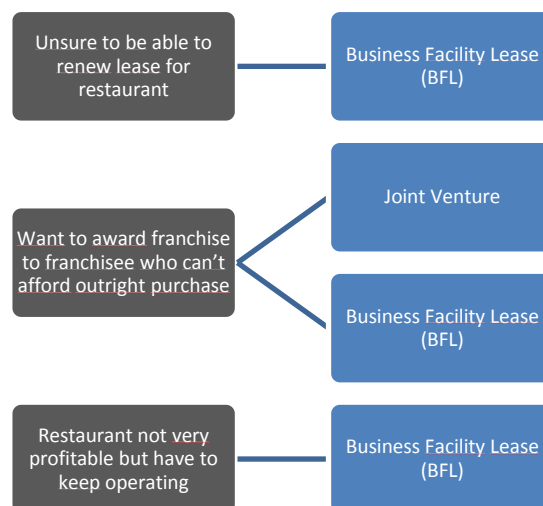 Unsure to be able to
renew lease for
restaurant
Business Facility Lease
(BFL)
Want to award franchise
to franchisee who can’t
afford outright purchase
Joint Venture
Business Facility Lease
(BFL)
Restaurant not very
profitable but have to
keep operating
Business Facility Lease
(BFL)